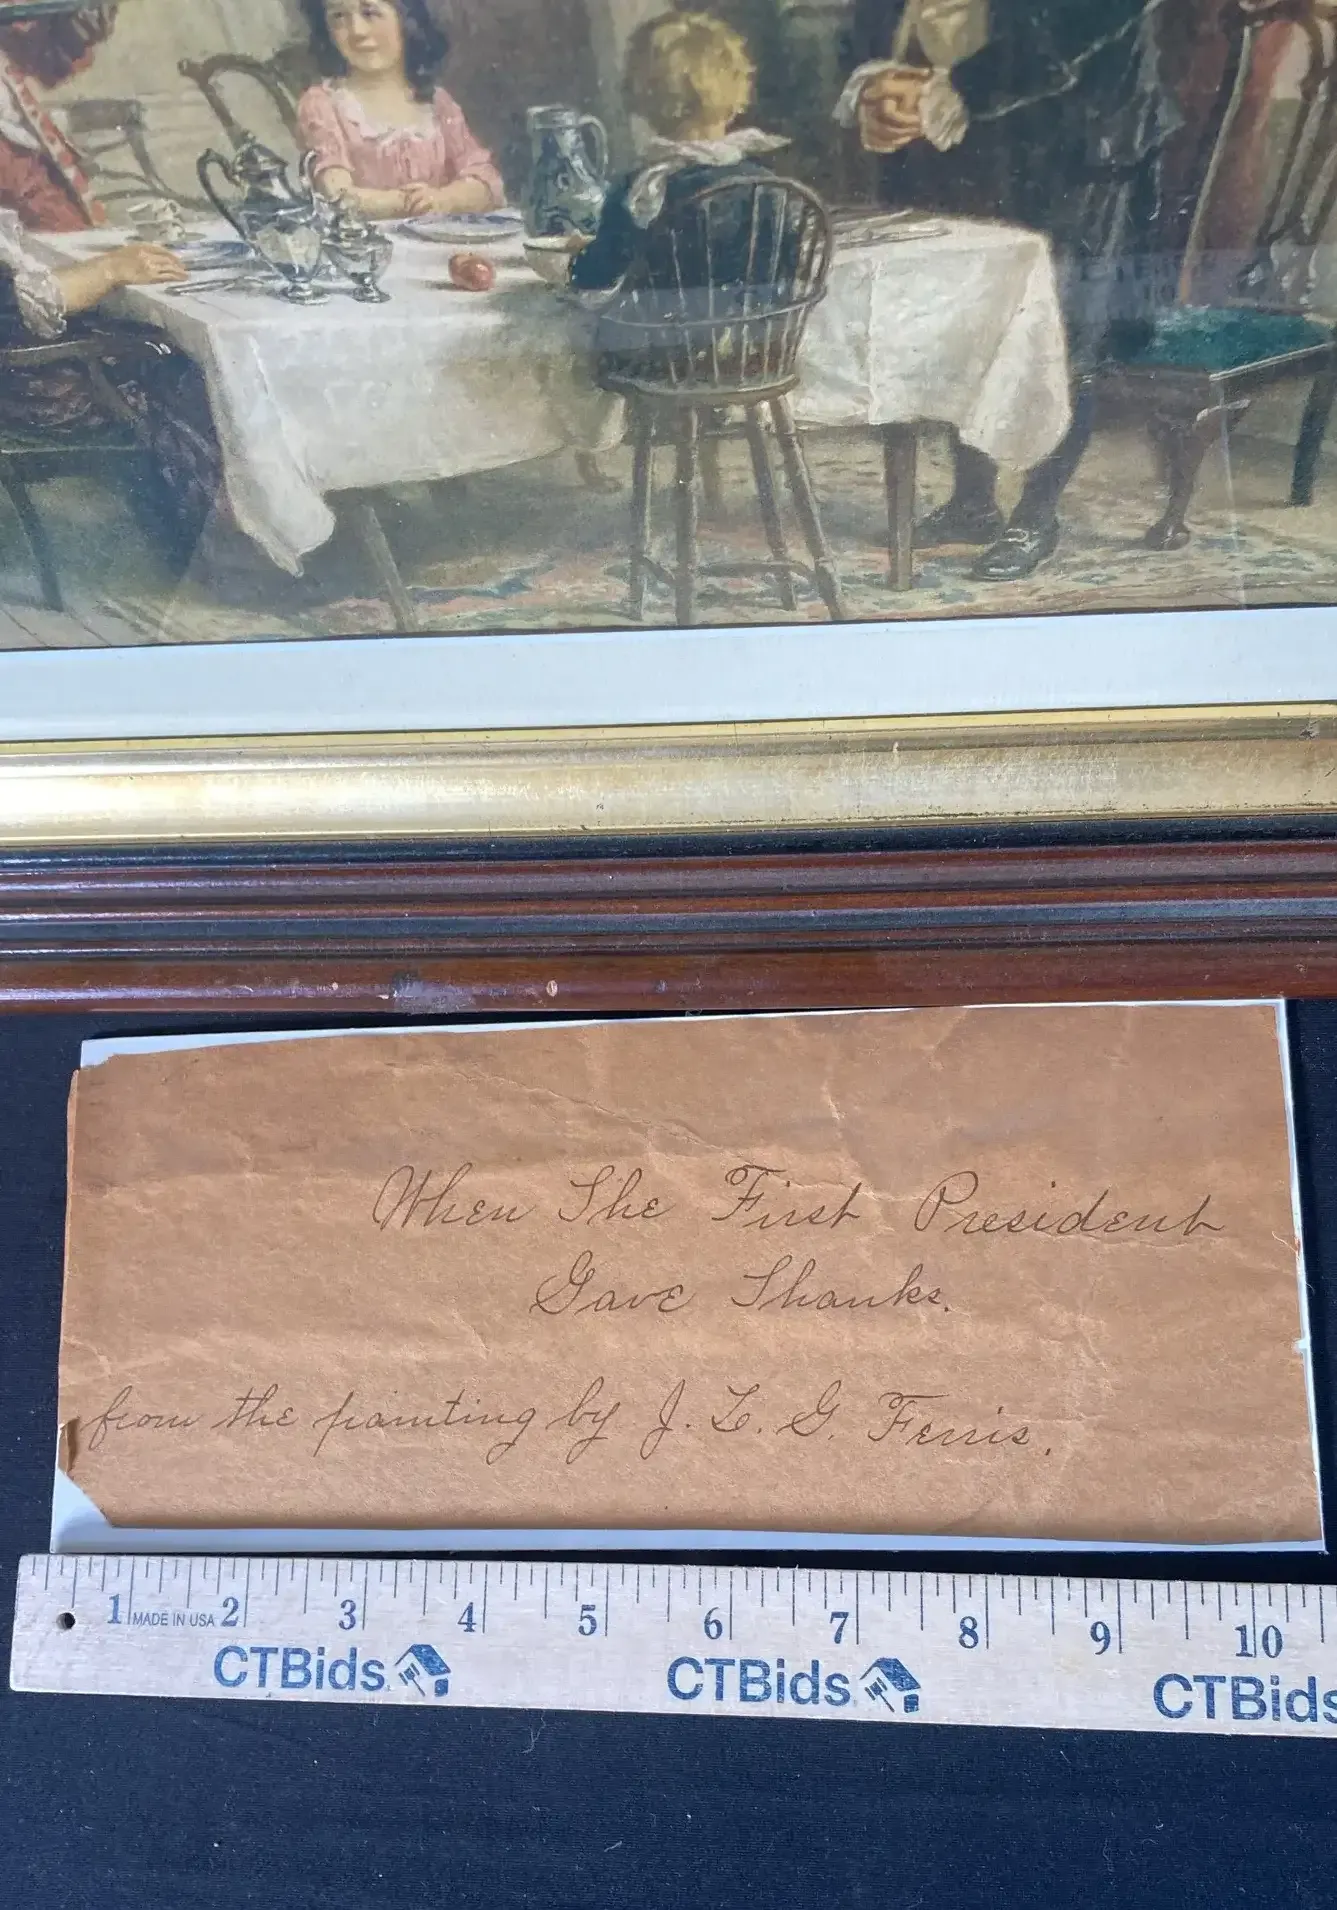 When The First President
Gave Thanks.
from the painting by J. L. G. Ferris.
1 MADE IN USA 2 3 4 5 6 7 8 9 10
CTBids CTBids CTBids